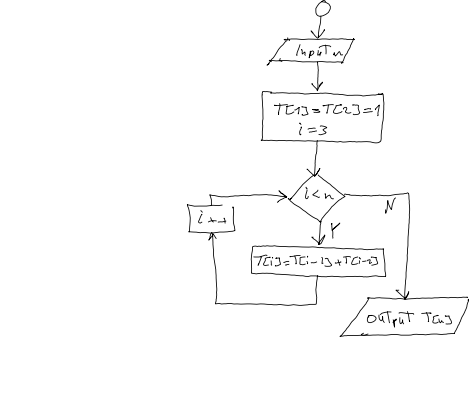 Input n
T[1]=T[2]=1
i=3
i<n
N
i++
Y
T[i]=T[i-1]+T[i-2]
OUTPUT T[n]